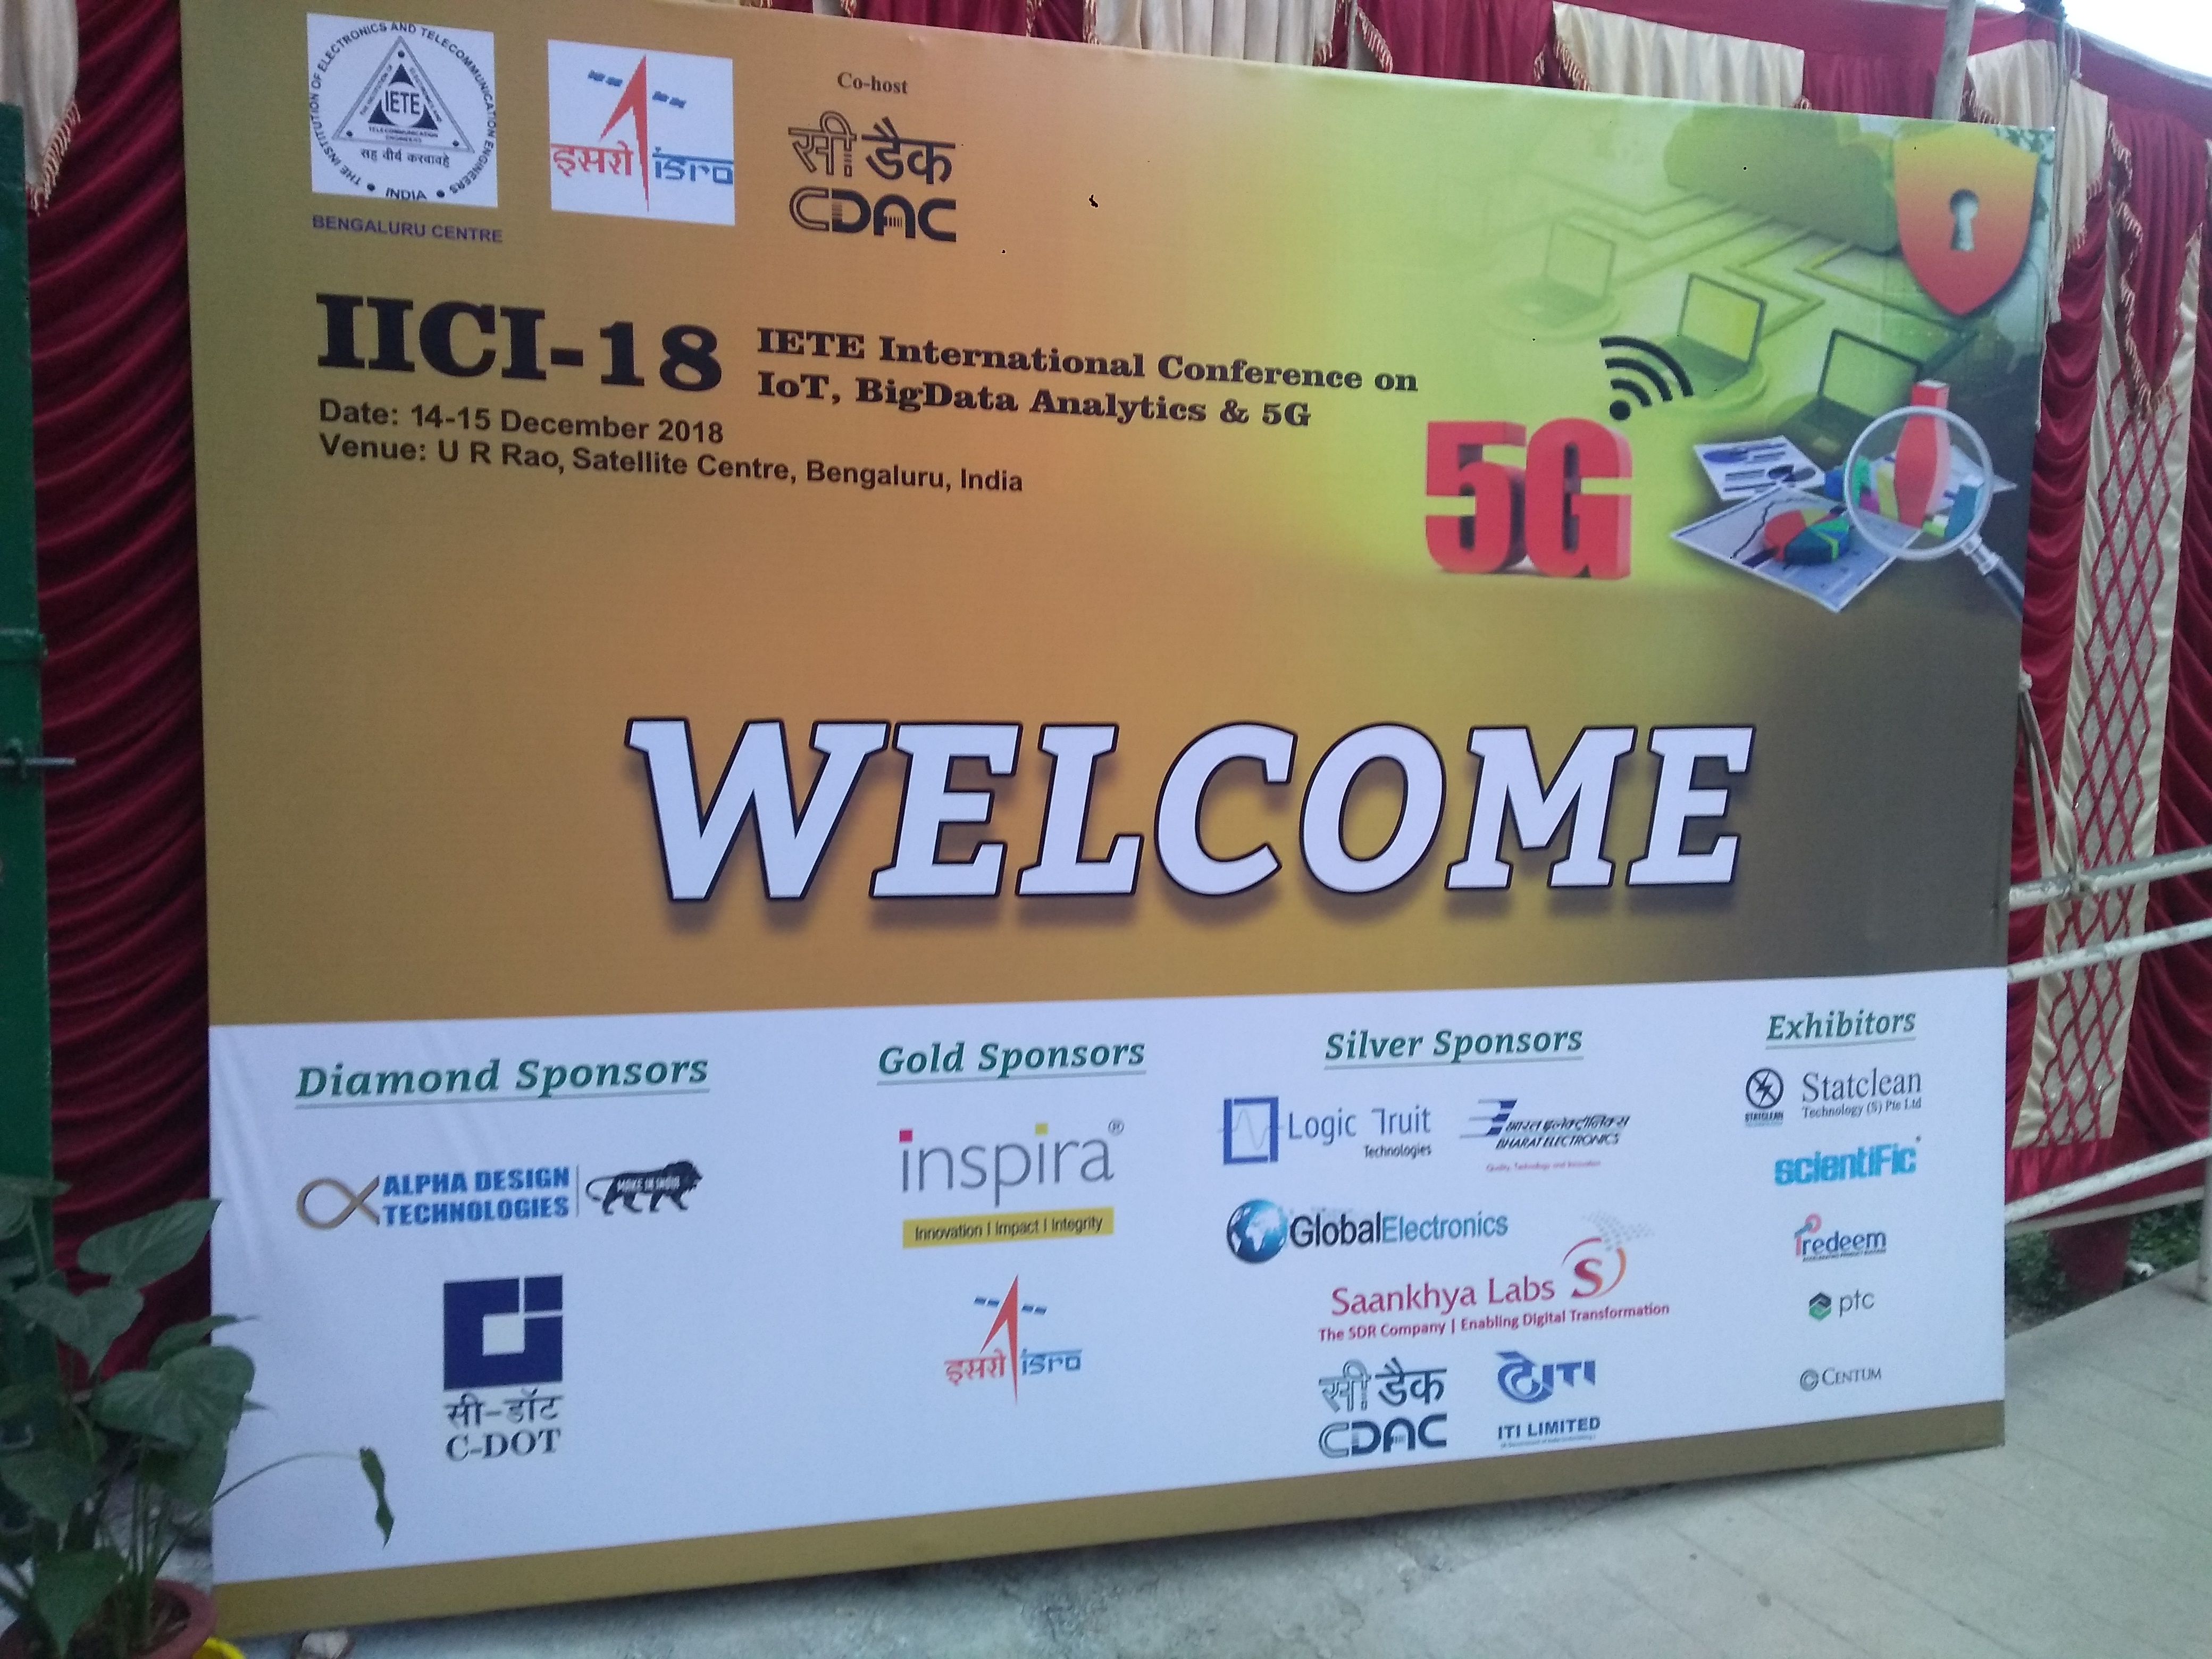 THE INSTITUTION OF ELECTRONICS AND TELECOMMUNICATION ENGINEERS
IETE
सह वीर्यं करवावहै
INDIA
BENGALURU CENTRE
इसरो isro
Co-host
सी डैक
CDAC
IICI-18
IETE International Conference on
IoT, BigData Analytics & 5G
Date: 14-15 December 2018
Venue: U R Rao, Satellite Centre, Bengaluru, India
5G
WELCOME
Diamond Sponsors
ALPHA DESIGN
TECHNOLOGIES
MAKE IN INDIA
सी-डॉट
C-DOT
Gold Sponsors
inspira®
Innovation | Impact | Integrity
इसरो isro
Silver Sponsors
Logic Fruit
Technologies
भारत इलेक्ट्रॉनिक्स
BHARAT ELECTRONICS
Quality, Technology and Innovation
GlobalElectronics
Saankhya Labs S
The SDR Company | Enabling Digital Transformation
सी डैक
CDAC
ITI
ITI LIMITED
Exhibitors
STATCLEAN
Statclean
Technology (S) Pte Ltd
scientiFic
redeem
ptc
CENTUM